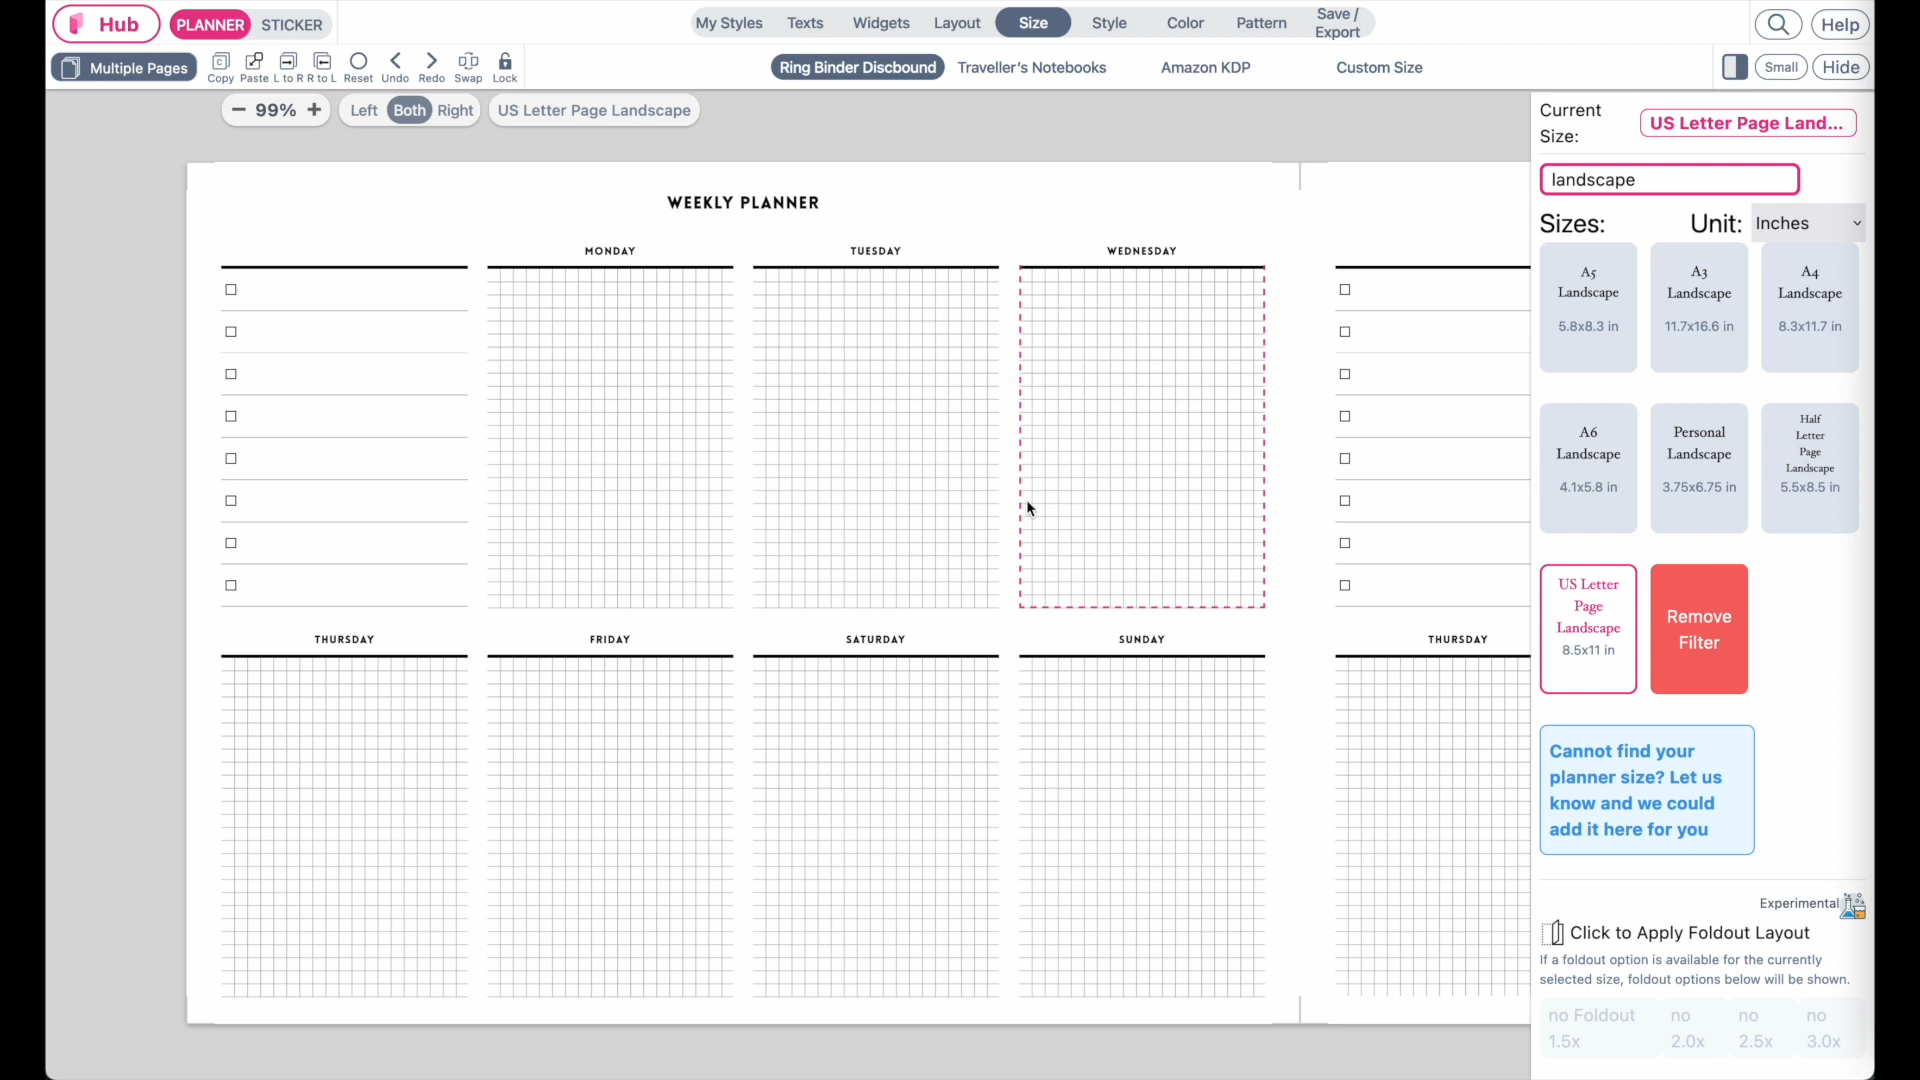 Hub
PLANNER
STICKER
My Styles
Texts
Widgets
Layout
Size
Style
Color
Pattern
Save /
Export
Help
Multiple Pages
Copy
Paste
L to R
R to L
Reset
Undo
Redo
Swap
Lock
Ring Binder Discbound
Traveller's Notebooks
Amazon KDP
Custom Size
Small
Hide
99%
Left
Both
Right
US Letter Page Landscape
Current
Size:
US Letter Page Land...
landscape
Sizes:
Unit:
Inches
A5
Landscape
5.8x8.3 in
A3
Landscape
11.7x16.6 in
A4
Landscape
8.3x11.7 in
A6
Landscape
4.1x5.8 in
Personal
Landscape
3.75x6.75 in
Half
Letter
Page
Landscape
5.5x8.5 in
US Letter
Page
Landscape
8.5x11 in
Remove
Filter
Cannot find your
planner size? Let us
know and we could
add it here for you
Experimental
Click to Apply Foldout Layout
If a foldout option is available for the currently
selected size, foldout options below will be shown.
no Foldout
1.5x
no
2.0x
no
2.5x
no
3.0x
WEEKLY PLANNER
MONDAY
TUESDAY
WEDNESDAY
THURSDAY
FRIDAY
SATURDAY
SUNDAY
THURSDAY